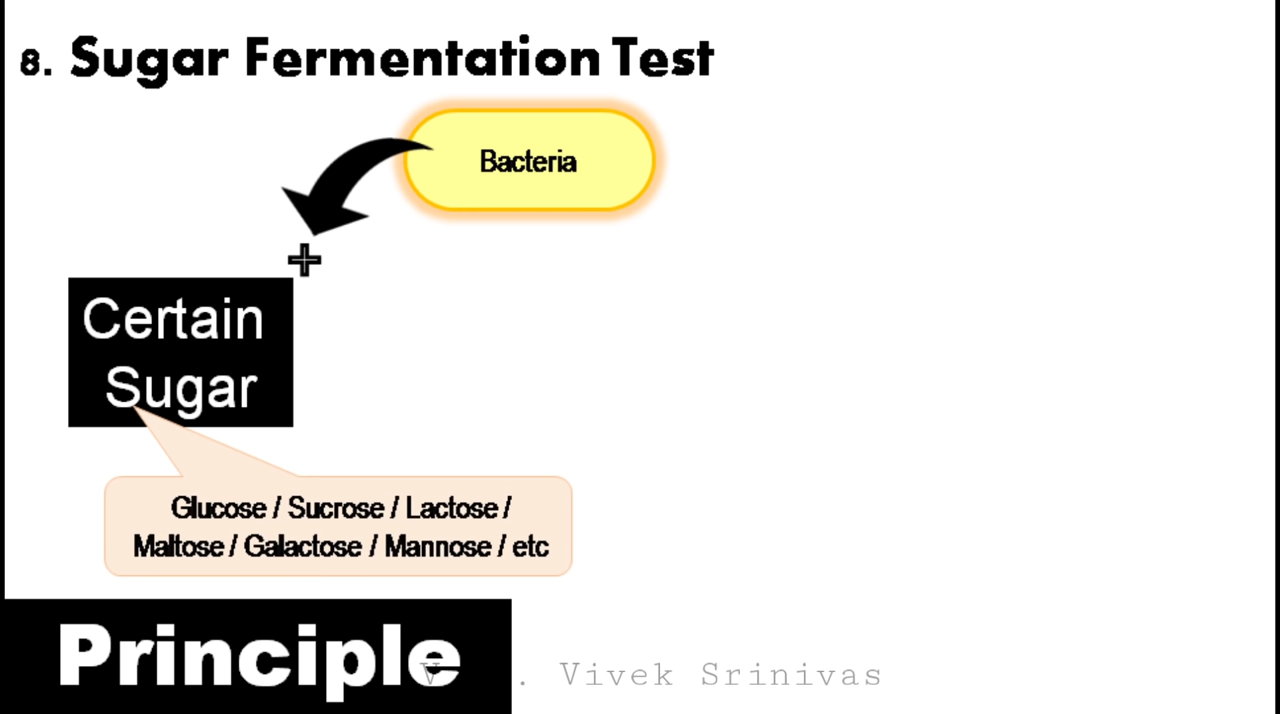 8. Sugar Fermentation Test
Bacteria
Certain
Sugar
Glucose / Sucrose / Lactose /
Maltose / Galactose / Mannose / etc
Principle
. Vivek Srinivas